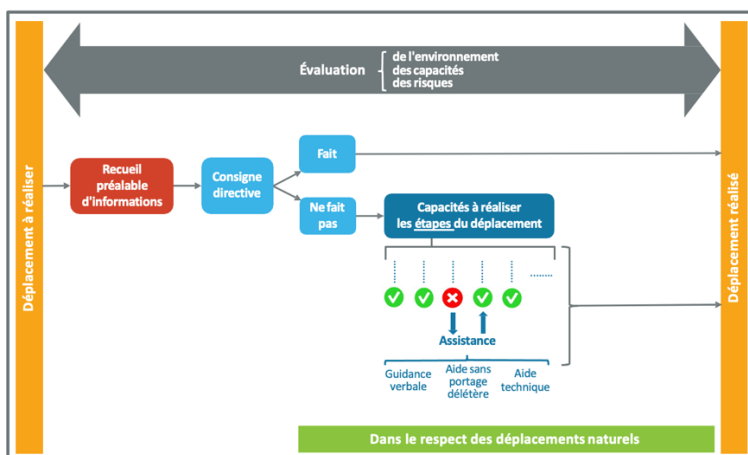 Déplacement à réaliser
Évaluation
de l'environnement
des capacités
des risques
Recueil
préalable
d'informations
Consigne
directive
Fait
Ne fait
pas
Capacités à réaliser
les étapes du déplacement
Assistance
Guidance
verbale
Aide sans
portage
délétère
Aide
technique
Dans le respect des déplacements naturels
Déplacement réalisé